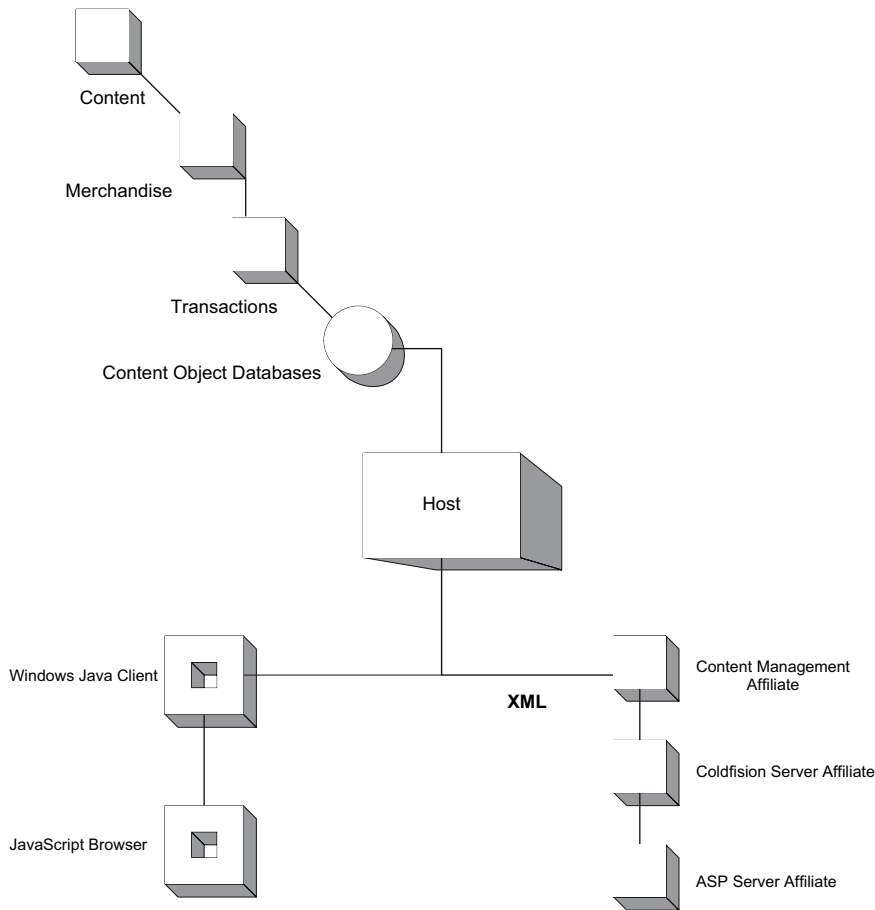 Content
Merchandise
Transactions
Content Object Databases
Host
Windows Java Client
Content Management
Affiliate
XML
Coldfision Server Affiliate
JavaScript Browser
ASP Server Affiliate